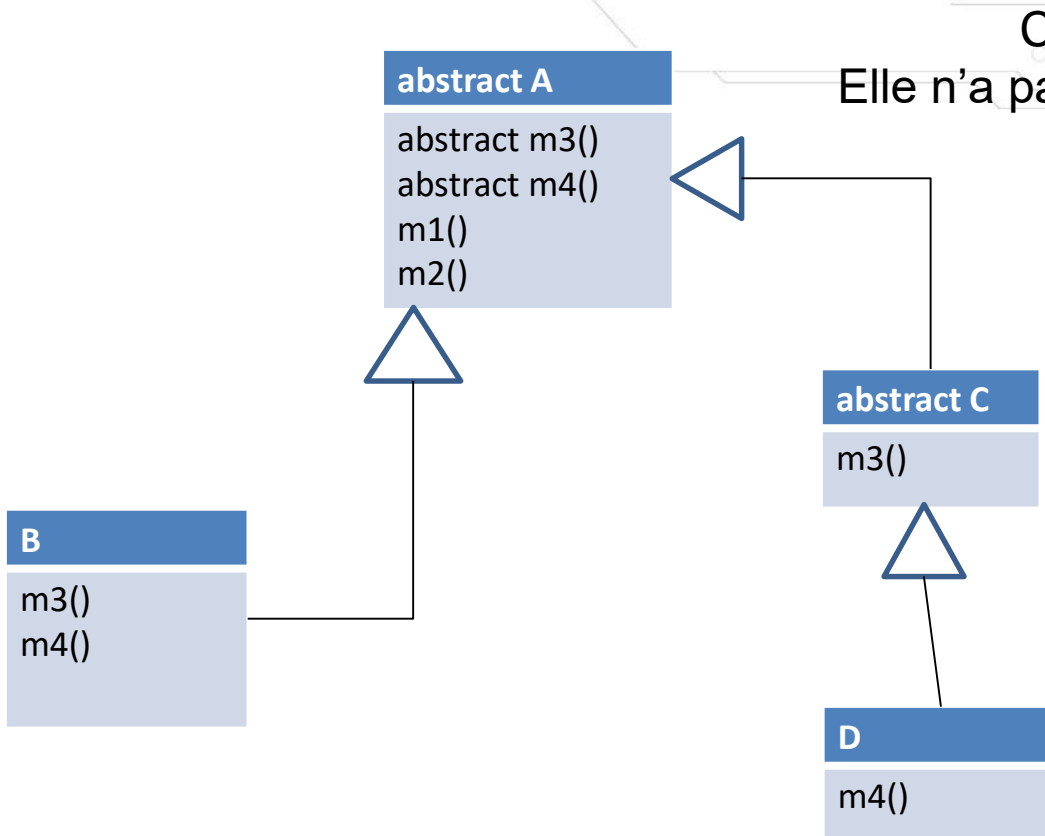 C
Elle n’a pa
abstract A
abstract m3()
abstract m4()
m1()
m2()
abstract C
m3()
B
m3()
m4()
D
m4()